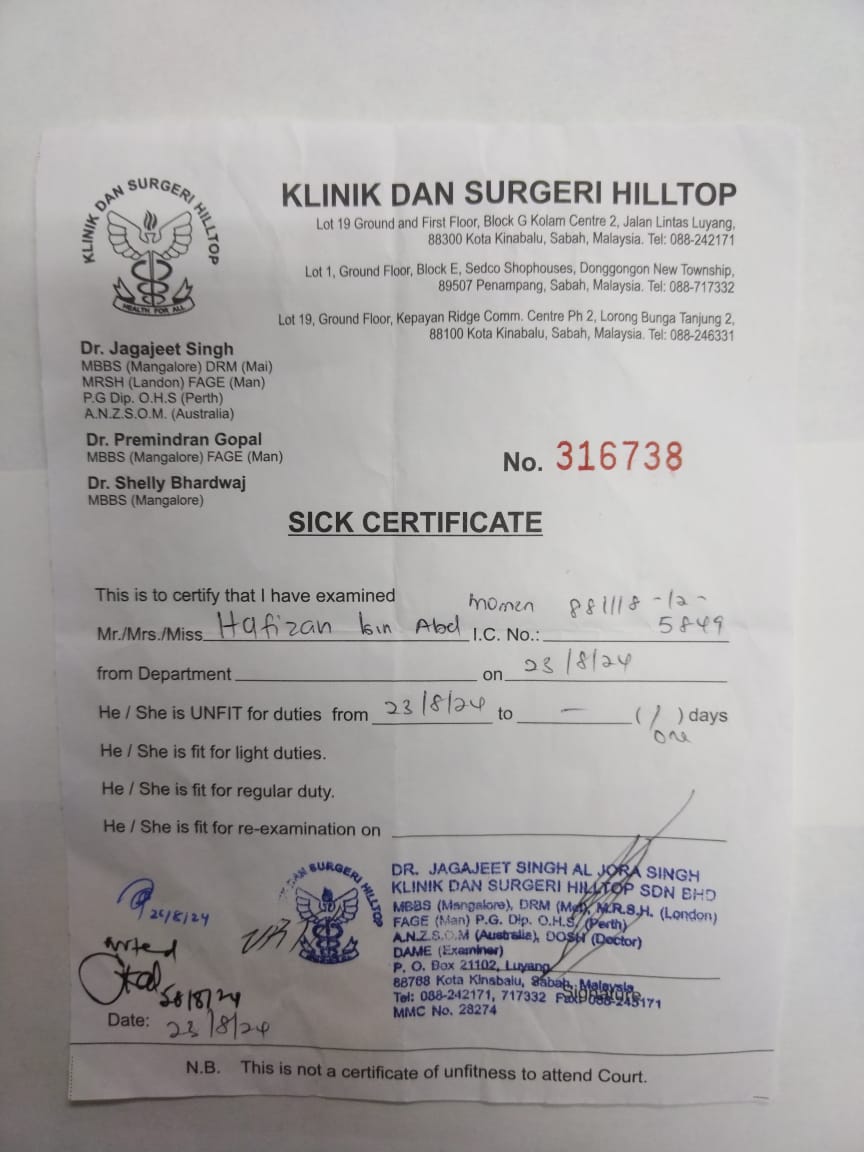 KLINIK DAN SURGERI HILLTOP
HEALTH FOR ALL
KLINIK DAN SURGERI HILLTOP
Lot 19 Ground and First Floor, Block G Kolam Centre 2, Jalan Lintas Luyang,
88300 Kota Kinabalu, Sabah, Malaysia. Tel: 088-242171
Lot 1, Ground Floor, Block E, Sedco Shophouses, Donggongon New Township,
89507 Penampang, Sabah, Malaysia. Tel: 088-717332
Lot 19, Ground Floor, Kepayan Ridge Comm. Centre Ph 2, Lorong Bunga Tanjung 2,
88100 Kota Kinabalu, Sabah, Malaysia. Tel: 088-246331
Dr. Jagajeet Singh
MBBS (Mangalore) DRM (Mai)
MRSH (Landon) FAGE (Man)
P.G Dip. O.H.S (Perth)
A.N.Z.S.O.M. (Australia)
Dr. Premindran Gopal
MBBS (Mangalore) FAGE (Man)
Dr. Shelly Bhardwaj
MBBS (Mangalore)
No. 316738
SICK CERTIFICATE
This is to certify that I have examined
Mr./Mrs./Miss Hafizan bin Abd Momen I.C. No.: 881118-12-5849
from Department on 23/8/24
He / She is UNFIT for duties from 23/8/24 to — ( 1 ) days
one
He / She is fit for light duties.
He / She is fit for regular duty.
He / She is fit for re-examination on
DR. JAGAJEET SINGH AL JORA SINGH
KLINIK DAN SURGERI HILLTOP SDN BHD
MBBS (Mangalore), DRM (Mai), M.R.S.H. (London)
FAGE (Man) P.G. Dip. O.H.S. (Perth)
A.N.Z.S.O.M (Australia), DOSH (Doctor)
DAME (Examiner)
P. O. Box 21102, Luyang
88768 Kota Kinabalu, Sabah, Malaysia
Tel: 088-242171, 717332 Fax: 088-245171
MMC No. 28274
Signature
DAN SURGERI HILLTOP
26/8/24
Date: 23/8/24
N.B. This is not a certificate of unfitness to attend Court.